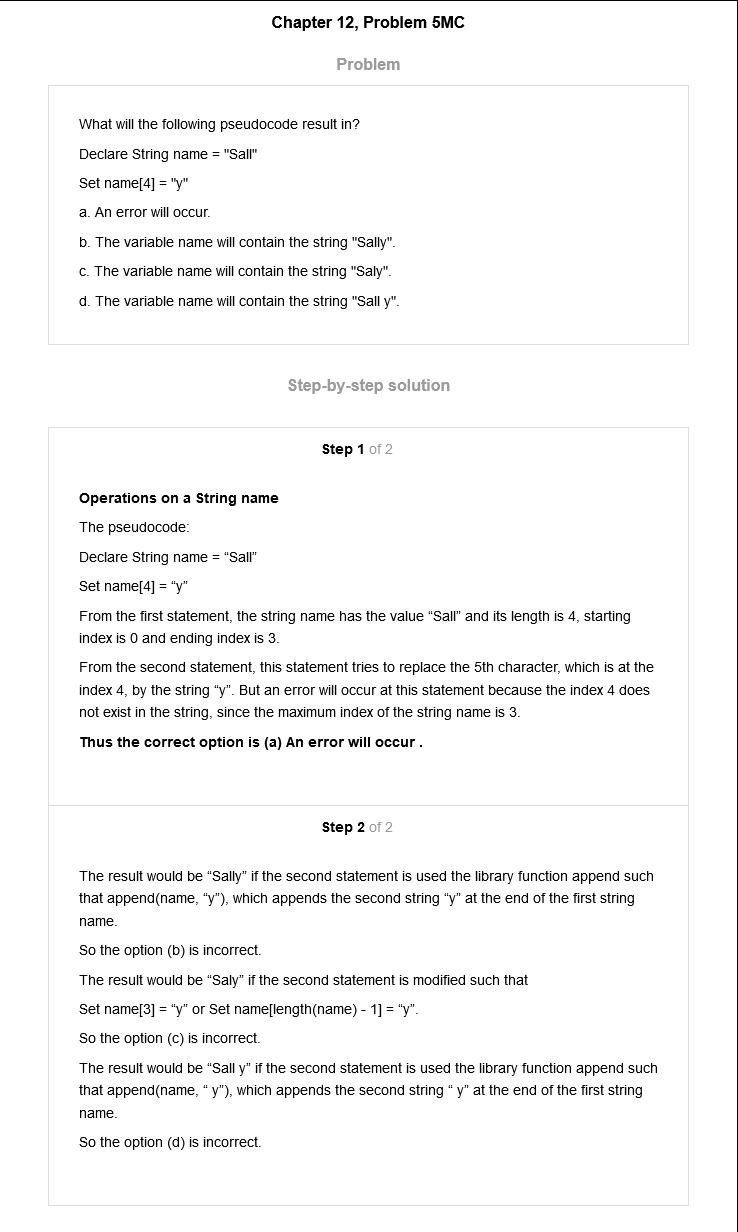 Chapter 12, Problem 5MC
Problem
What will the following pseudocode result in?
Declare String name = "Sall"
Set name[4] = "y"
a. An error will occur.
b. The variable name will contain the string "Sally".
c. The variable name will contain the string "Saly".
d. The variable name will contain the string "Sall y".
Step-by-step solution
Step 1 of 2
Operations on a String name
The pseudocode:
Declare String name = “Sall”
Set name[4] = “y”
From the first statement, the string name has the value “Sall” and its length is 4, starting
index is 0 and ending index is 3.
From the second statement, this statement tries to replace the 5th character, which is at the
index 4, by the string “y”. But an error will occur at this statement because the index 4 does
not exist in the string, since the maximum index of the string name is 3.
Thus the correct option is (a) An error will occur .
Step 2 of 2
The result would be “Sally” if the second statement is used the library function append such
that append(name, “y”), which appends the second string “y” at the end of the first string
name.
So the option (b) is incorrect.
The result would be “Saly” if the second statement is modified such that
Set name[3] = “y” or Set name[length(name) - 1] = “y”.
So the option (c) is incorrect.
The result would be “Sall y” if the second statement is used the library function append such
that append(name, “ y”), which appends the second string “ y” at the end of the first string
name.
So the option (d) is incorrect.